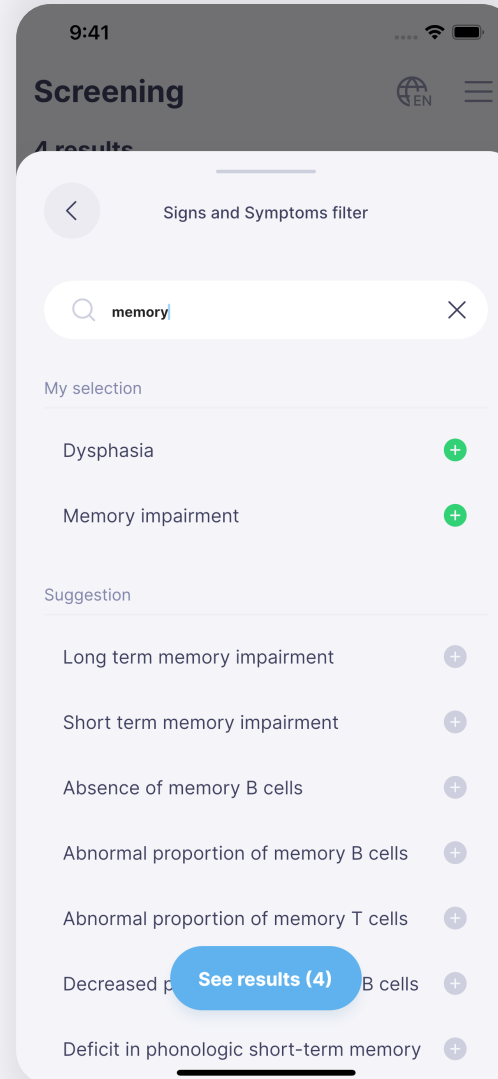 9:41
Screening
EN
4 results
Signs and Symptoms filter
memory
My selection
Dysphasia
Memory impairment
Suggestion
Long term memory impairment
Short term memory impairment
Absence of memory B cells
Abnormal proportion of memory B cells
Abnormal proportion of memory T cells
Decreased B cells
See results (4)
Deficit in phonologic short-term memory